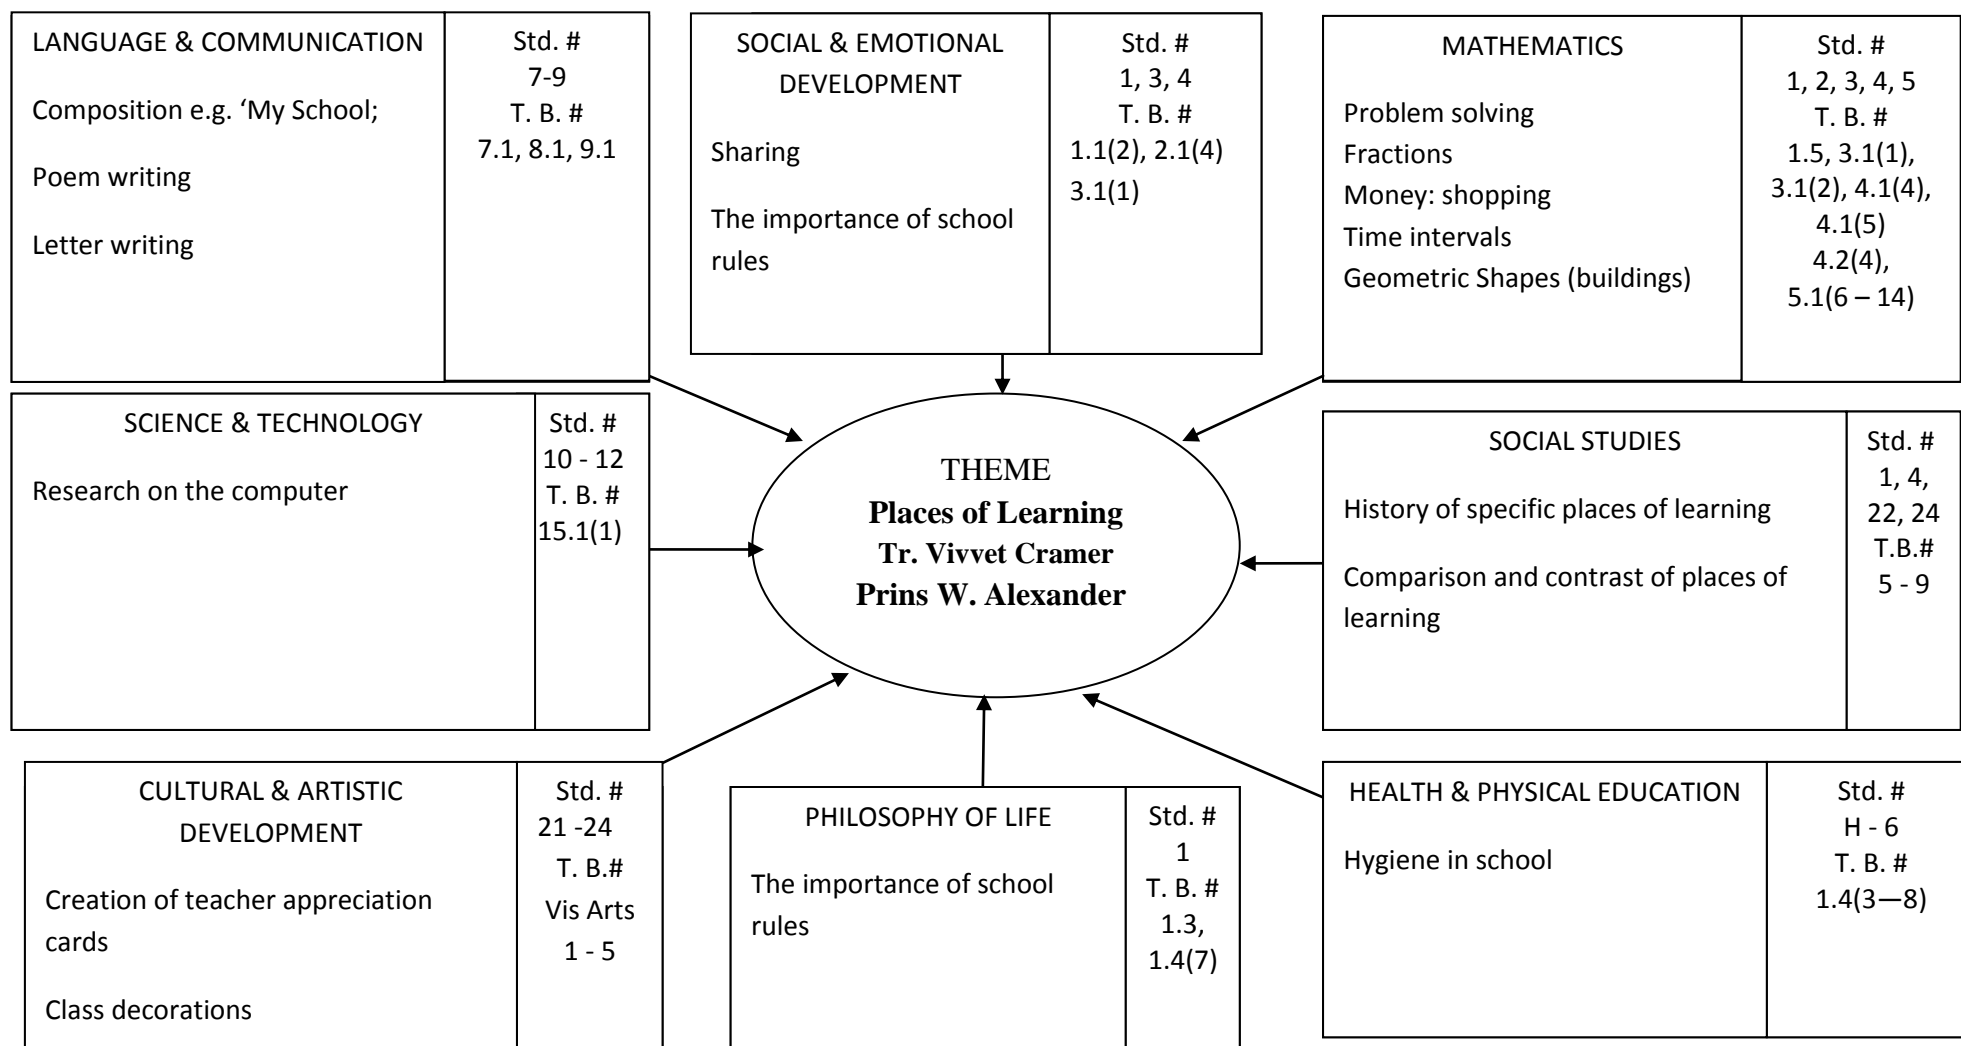 LANGUAGE & COMMUNICATION
Composition e.g. ‘My School;
Poem writing
Letter writing
Std. #
7-9
T. B. #
7.1, 8.1, 9.1
SOCIAL & EMOTIONAL
DEVELOPMENT
Sharing
The importance of school
rules
Std. #
1, 3, 4
T. B. #
1.1(2), 2.1(4)
3.1(1)
MATHEMATICS
Problem solving
Fractions
Money: shopping
Time intervals
Geometric Shapes (buildings)
Std. #
1, 2, 3, 4, 5
T. B. #
1.5, 3.1(1),
3.1(2), 4.1(4),
4.1(5)
4.2(4),
5.1(6 – 14)
SCIENCE & TECHNOLOGY
Research on the computer
Std. #
10 - 12
T. B. #
15.1(1)
THEME
Places of Learning
Tr. Vivvet Cramer
Prins W. Alexander
SOCIAL STUDIES
History of specific places of learning
Comparison and contrast of places of
learning
Std. #
1, 4,
22, 24
T.B.#
5 - 9
CULTURAL & ARTISTIC
DEVELOPMENT
Creation of teacher appreciation
cards
Class decorations
Std. #
21 -24
T. B.#
Vis Arts
1 - 5
PHILOSOPHY OF LIFE
The importance of school
rules
Std. #
1
T. B. #
1.3,
1.4(7)
HEALTH & PHYSICAL EDUCATION
Hygiene in school
Std. #
H - 6
T. B. #
1.4(3—8)